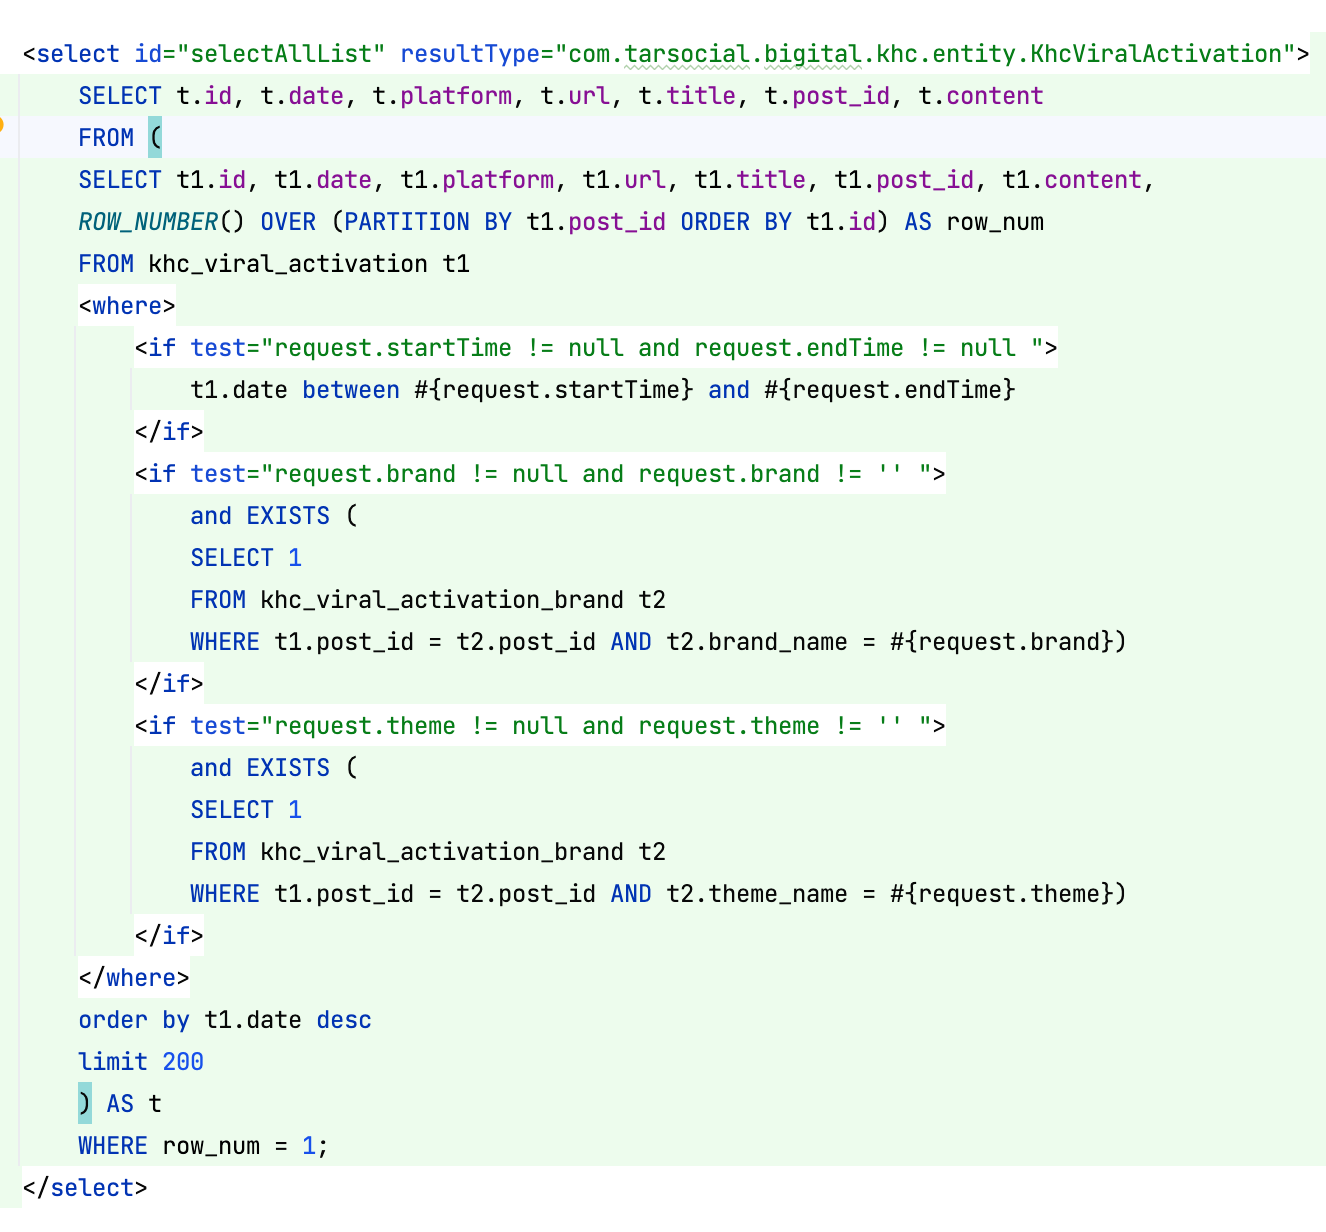 <select id="selectAllList" resultType="com.tarsocial.bigital.khc.entity.KhcViralActivation">
SELECT t.id, t.date, t.platform, t.url, t.title, t.post_id, t.content
FROM (
SELECT t1.id, t1.date, t1.platform, t1.url, t1.title, t1.post_id, t1.content,
ROW_NUMBER() OVER (PARTITION BY t1.post_id ORDER BY t1.id) AS row_num
FROM khc_viral_activation t1
<where>
<if test="request.startTime != null and request.endTime != null ">
t1.date between #{request.startTime} and #{request.endTime}
</if>
<if test="request.brand != null and request.brand != '' ">
and EXISTS (
SELECT 1
FROM khc_viral_activation_brand t2
WHERE t1.post_id = t2.post_id AND t2.brand_name = #{request.brand})
</if>
<if test="request.theme != null and request.theme != '' ">
and EXISTS (
SELECT 1
FROM khc_viral_activation_brand t2
WHERE t1.post_id = t2.post_id AND t2.theme_name = #{request.theme})
</if>
</where>
order by t1.date desc
limit 200
) AS t
WHERE row_num = 1;
</select>